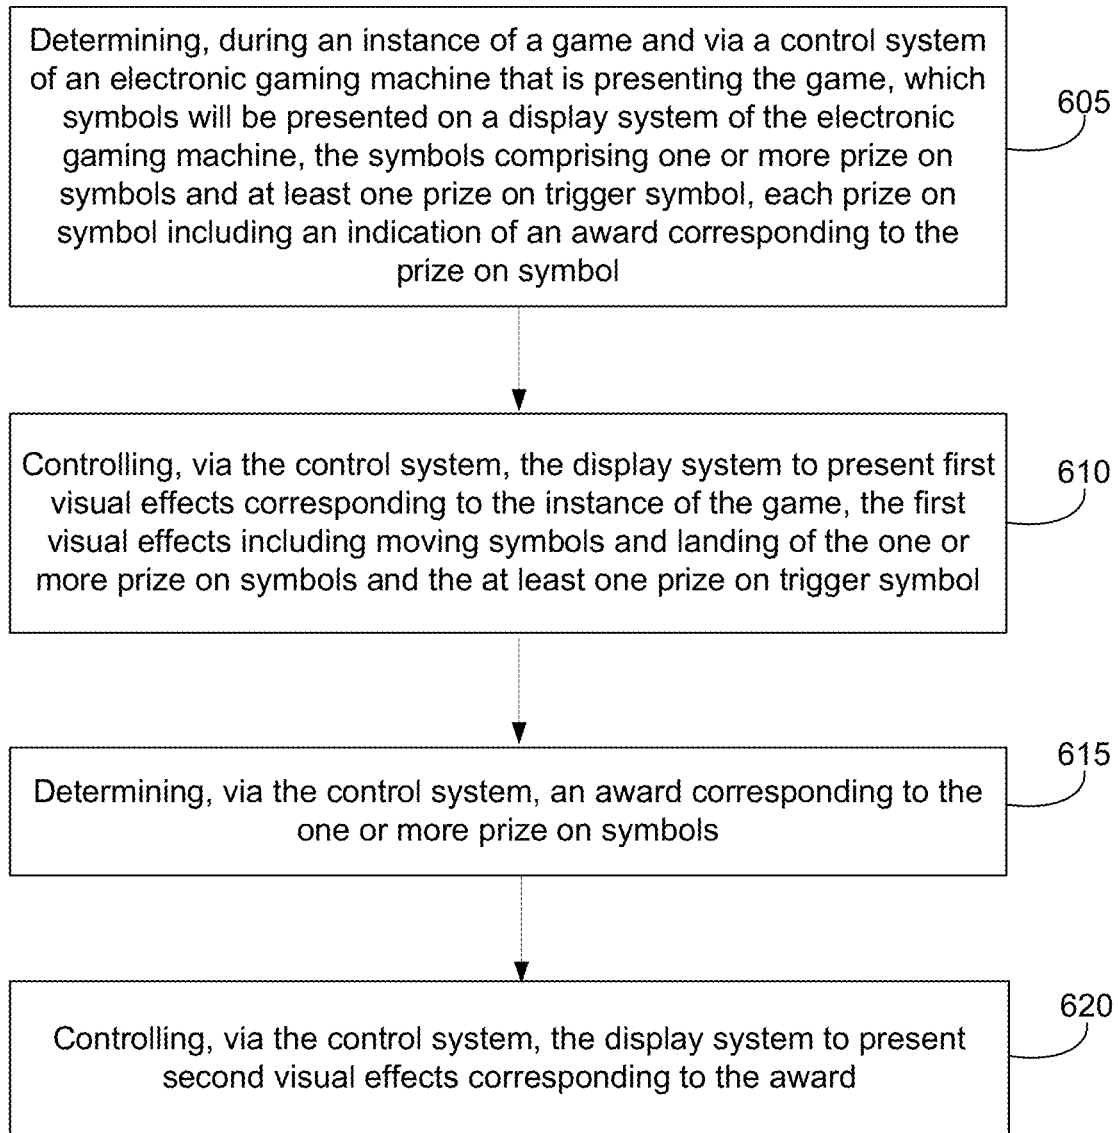 Determining, during an instance of a game and via a control system
of an electronic gaming machine that is presenting the game, which
symbols will be presented on a display system of the electronic
gaming machine, the symbols comprising one or more prize on
symbols and at least one prize on trigger symbol, each prize on
symbol including an indication of an award corresponding to the
prize on symbol
605
Controlling, via the control system, the display system to present first
visual effects corresponding to the instance of the game, the first
visual effects including moving symbols and landing of the one or
more prize on symbols and the at least one prize on trigger symbol
610
Determining, via the control system, an award corresponding to the
one or more prize on symbols
615
Controlling, via the control system, the display system to present
second visual effects corresponding to the award
620